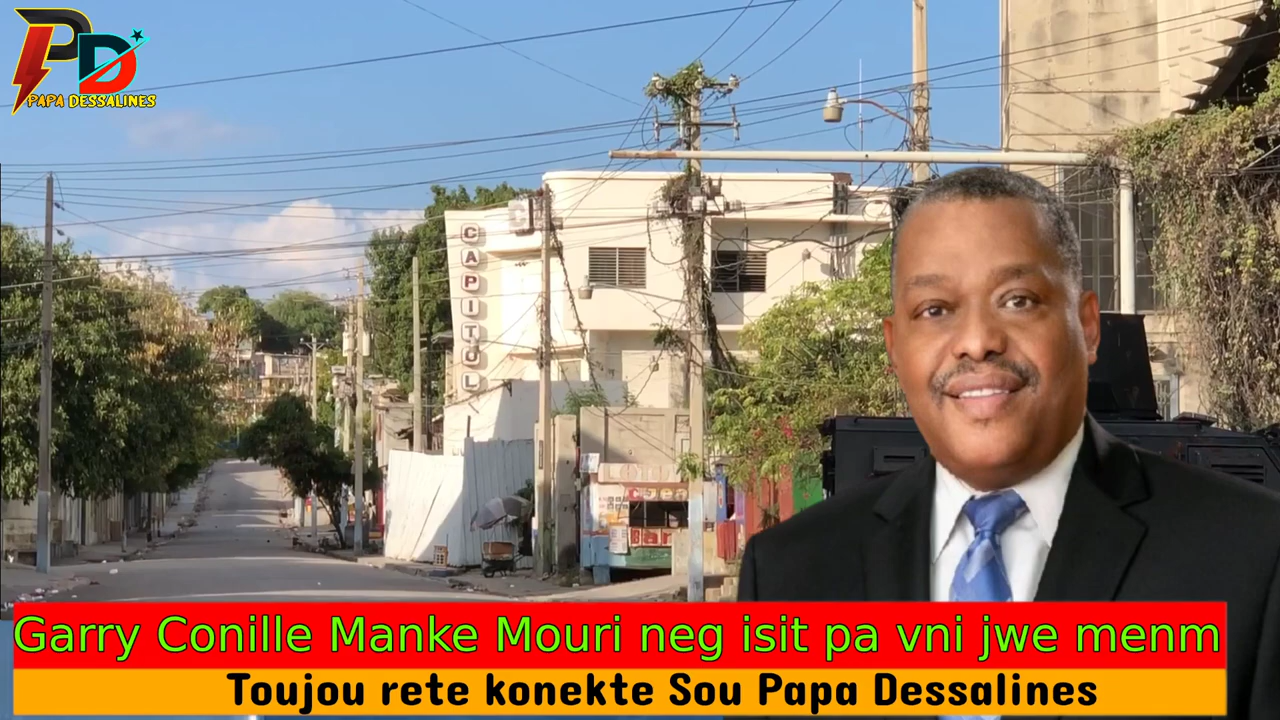 PD
PAPA DESSALINES
CAPITOL
Bar
Garry Conille Manke Mouri neg isit pa vni jwe menm
Toujou rete konekte Sou Papa Dessalines